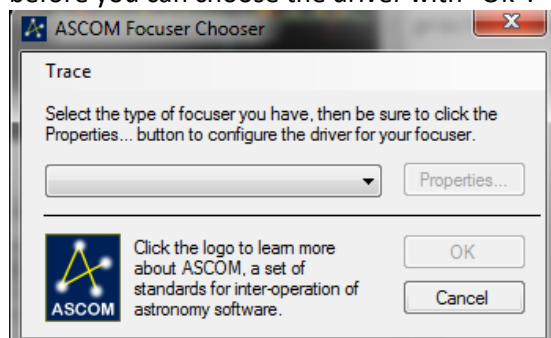 before you can choose the driver with "Ok".
ASCOM Focuser Chooser
Trace
Select the type of focuser you have, then be sure to click the
Properties... button to configure the driver for your focuser.
Properties...
Click the logo to learn more
about ASCOM, a set of
standards for inter-operation of
astronomy software.
ASCOM
OK
Cancel